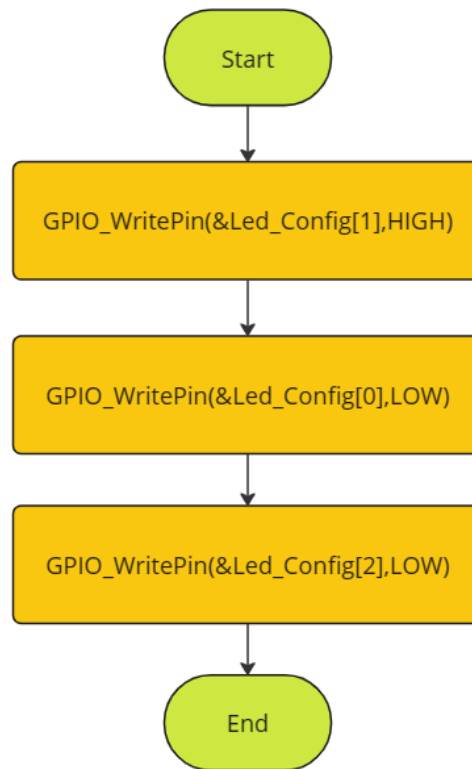 Start
GPIO_WritePin(&Led_Config[1],HIGH)
GPIO_WritePin(&Led_Config[0],LOW)
GPIO_WritePin(&Led_Config[2],LOW)
End